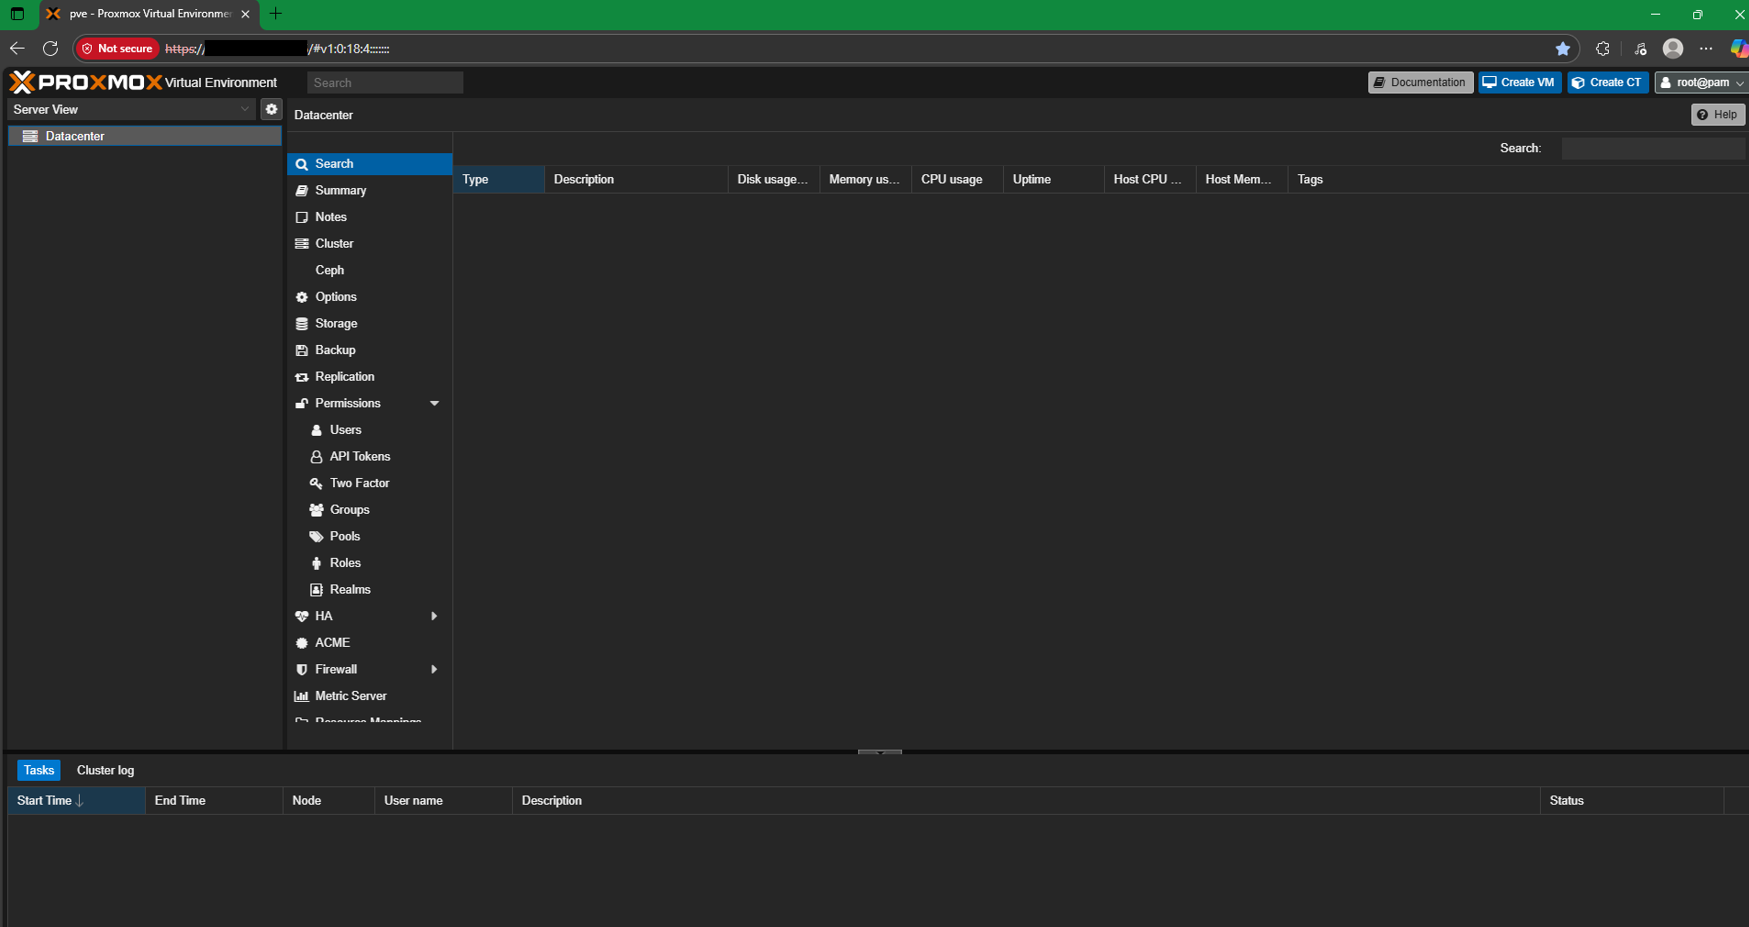 pve - Proxmox Virtual Environmer
Not secure https:// /#v1:0:18:4:::::::
PROXMOX Virtual Environment Search Documentation Create VM Create CT root@pam
Server View Datacenter Help
Datacenter
Search:
Search
Type Description Disk usage... Memory us... CPU usage Uptime Host CPU ... Host Mem... Tags
Summary
Notes
Cluster
Ceph
Options
Storage
Backup
Replication
Permissions
Users
API Tokens
Two Factor
Groups
Pools
Roles
Realms
HA
ACME
Firewall
Metric Server
Resource Mappings
Tasks Cluster log
Start Time ↓ End Time Node User name Description Status